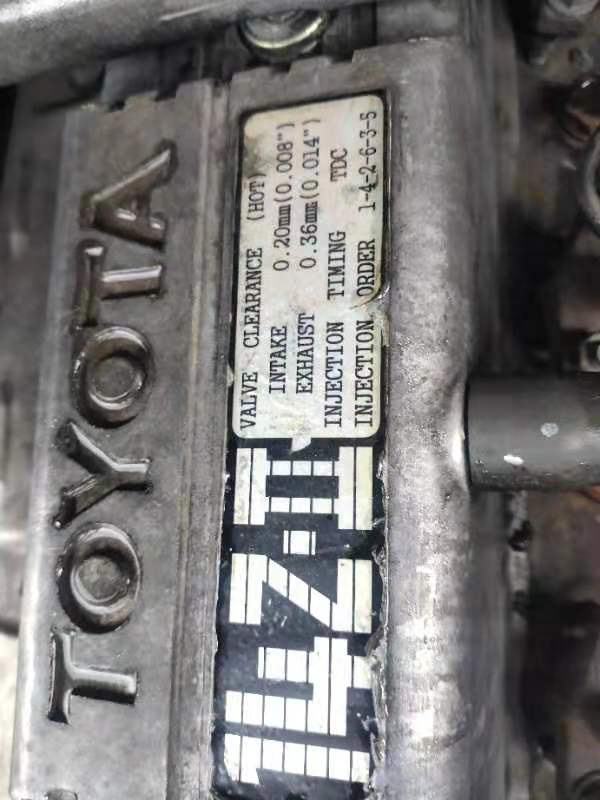 TOYOTA
VALVE CLEARANCE (HOT)
INTAKE 0.20mm(0.008")
EXHAUST 0.36mm(0.014")
INJECTION TIMING TDC
INJECTION ORDER 1-4-2-6-3-5
14Z-II